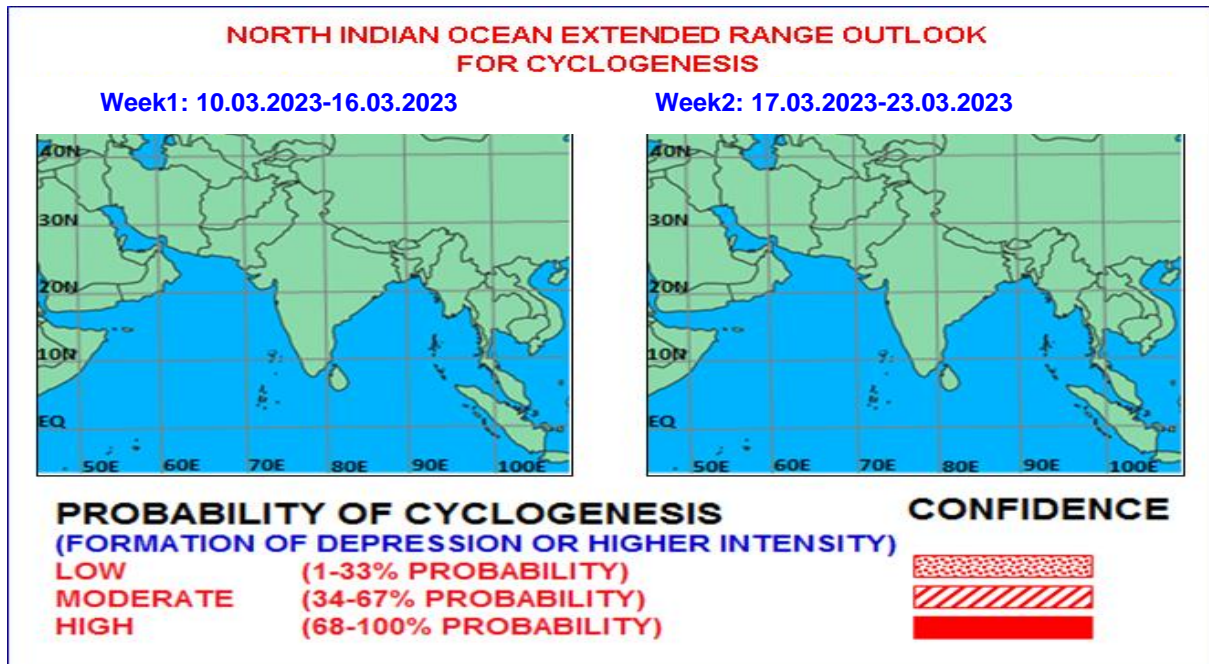 NORTH INDIAN OCEAN EXTENDED RANGE OUTLOOK
FOR CYCLOGENESIS
Week1: 10.03.2023-16.03.2023
Week2: 17.03.2023-23.03.2023
40N
30N
20N
10N
EQ
50E 60E 70E 80E 90E 100E
40N
30N
20N
10N
EQ
50E 60E 70E 80E 90E 100E
PROBABILITY OF CYCLOGENESIS
CONFIDENCE
(FORMATION OF DEPRESSION OR HIGHER INTENSITY)
LOW (1-33% PROBABILITY)
MODERATE (34-67% PROBABILITY)
HIGH (68-100% PROBABILITY)